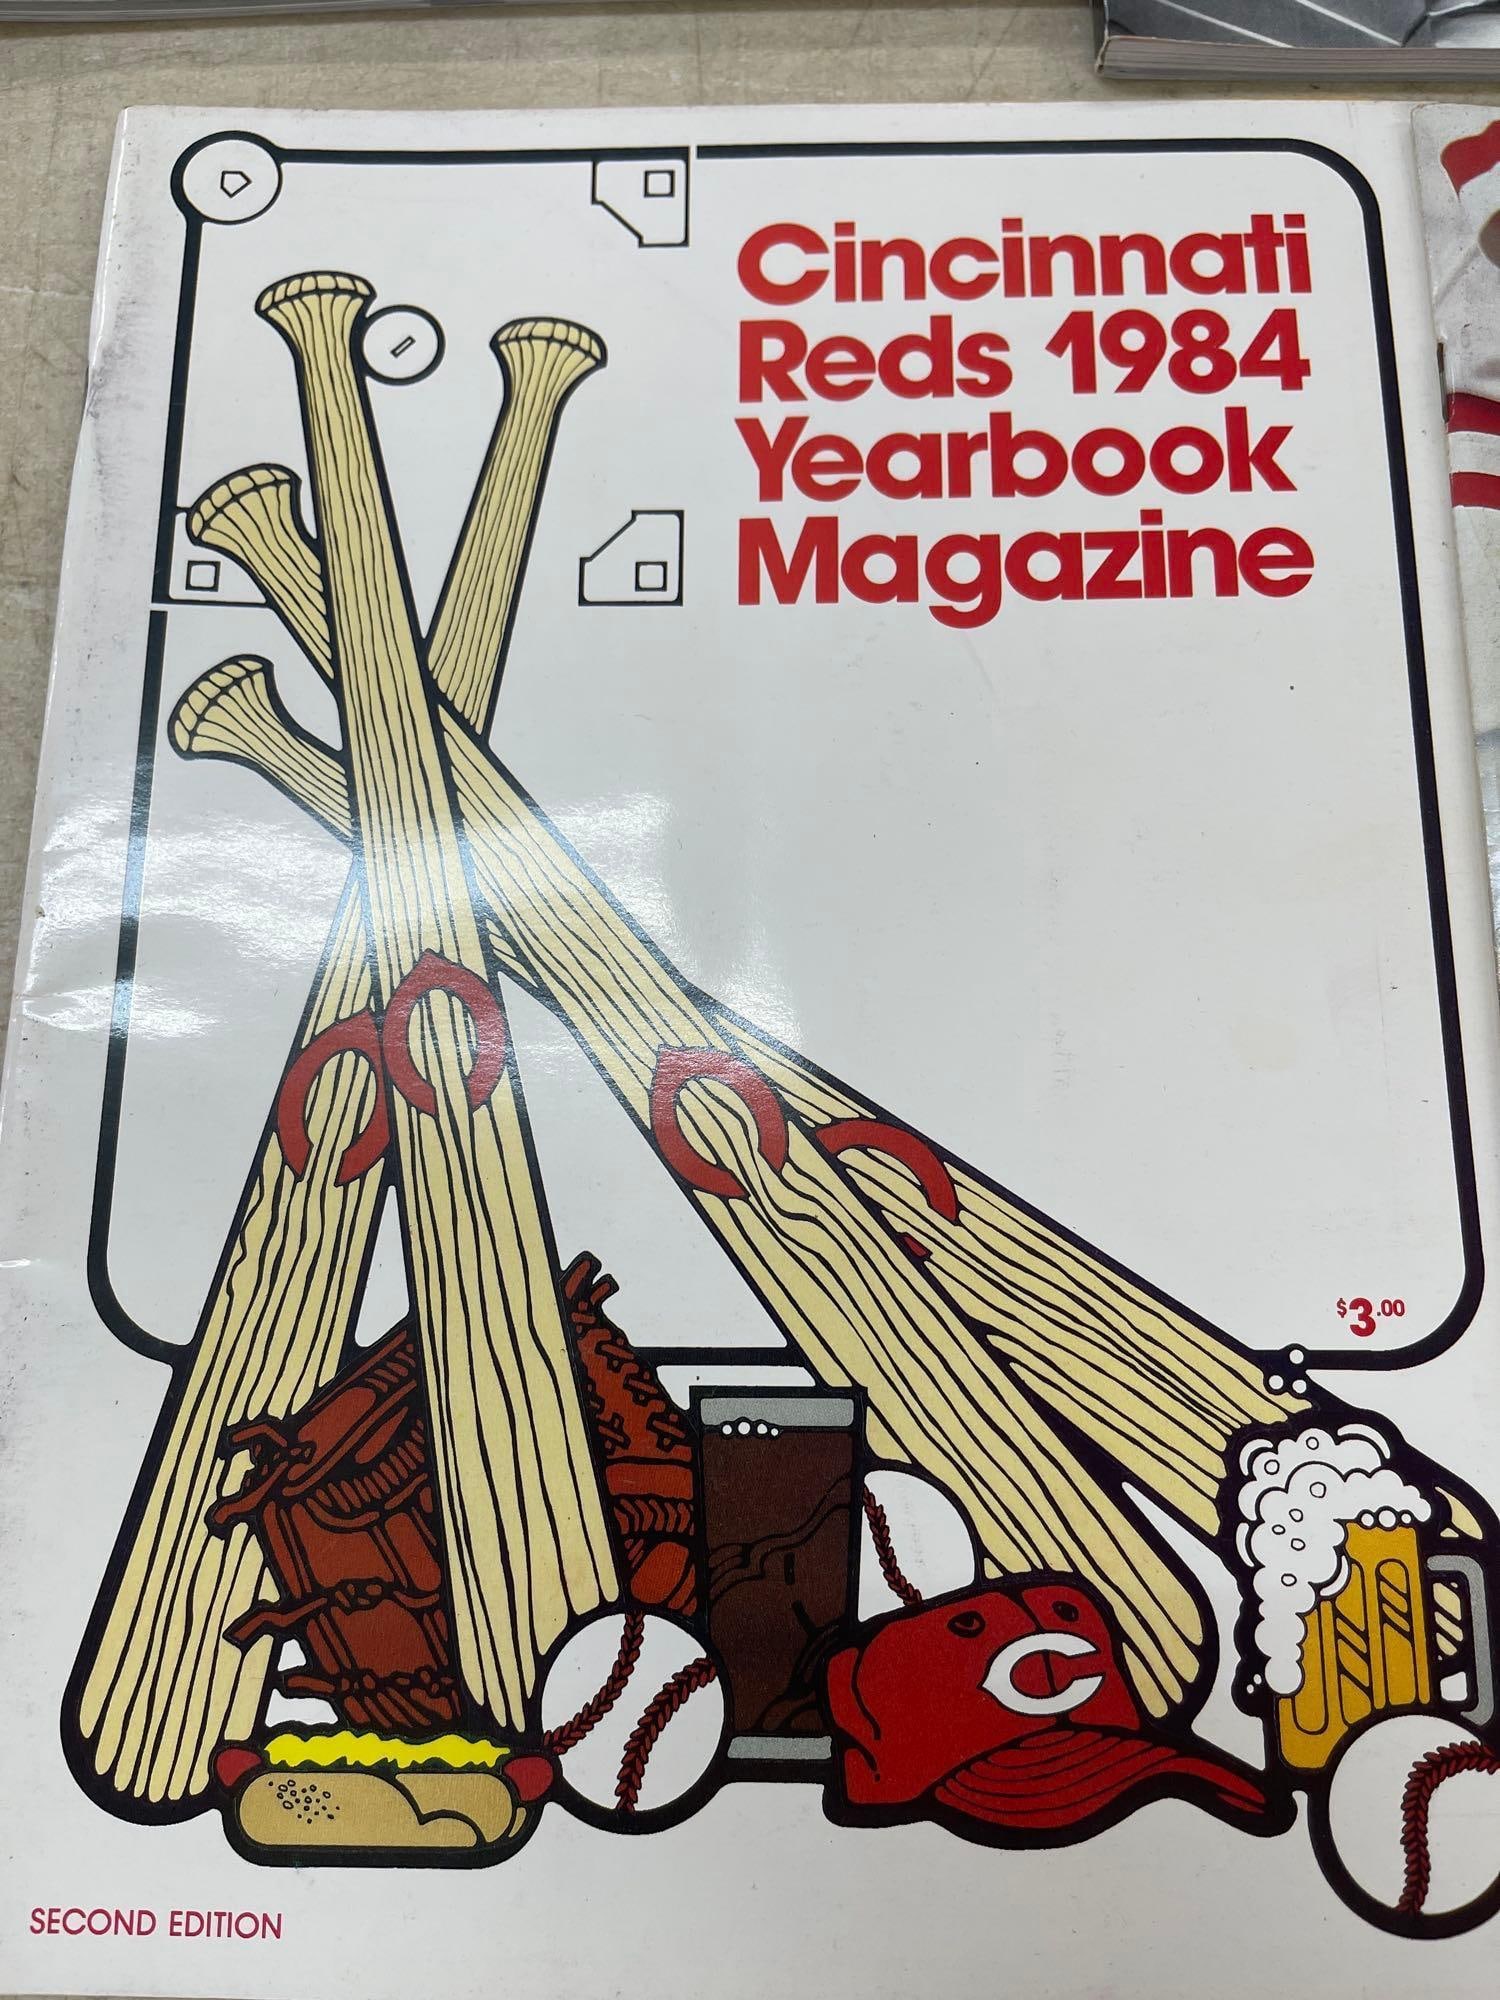 Cincinnati
Reds 1984
Yearbook
Magazine
$3.00
SECOND EDITION